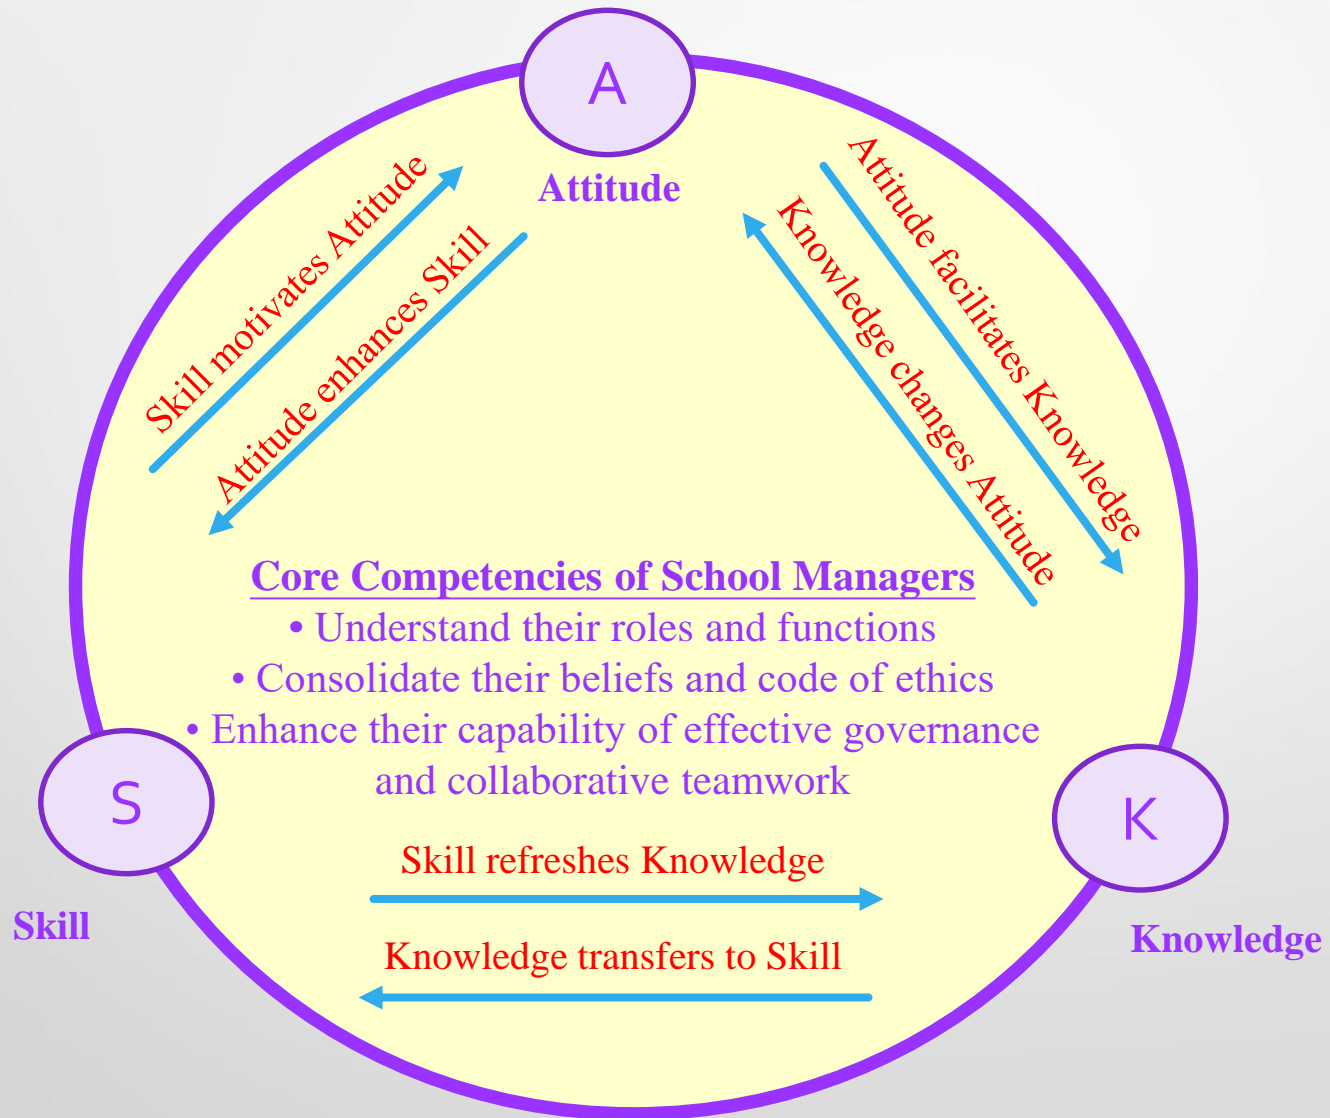 A
Attitude
Skill motivates Attitude
Attitude enhances Skill
Attitude facilitates Knowledge
Knowledge changes Attitude
Core Competencies of School Managers
• Understand their roles and functions
• Consolidate their beliefs and code of ethics
• Enhance their capability of effective governance
and collaborative teamwork
S
Skill
K
Knowledge
Skill refreshes Knowledge
Knowledge transfers to Skill